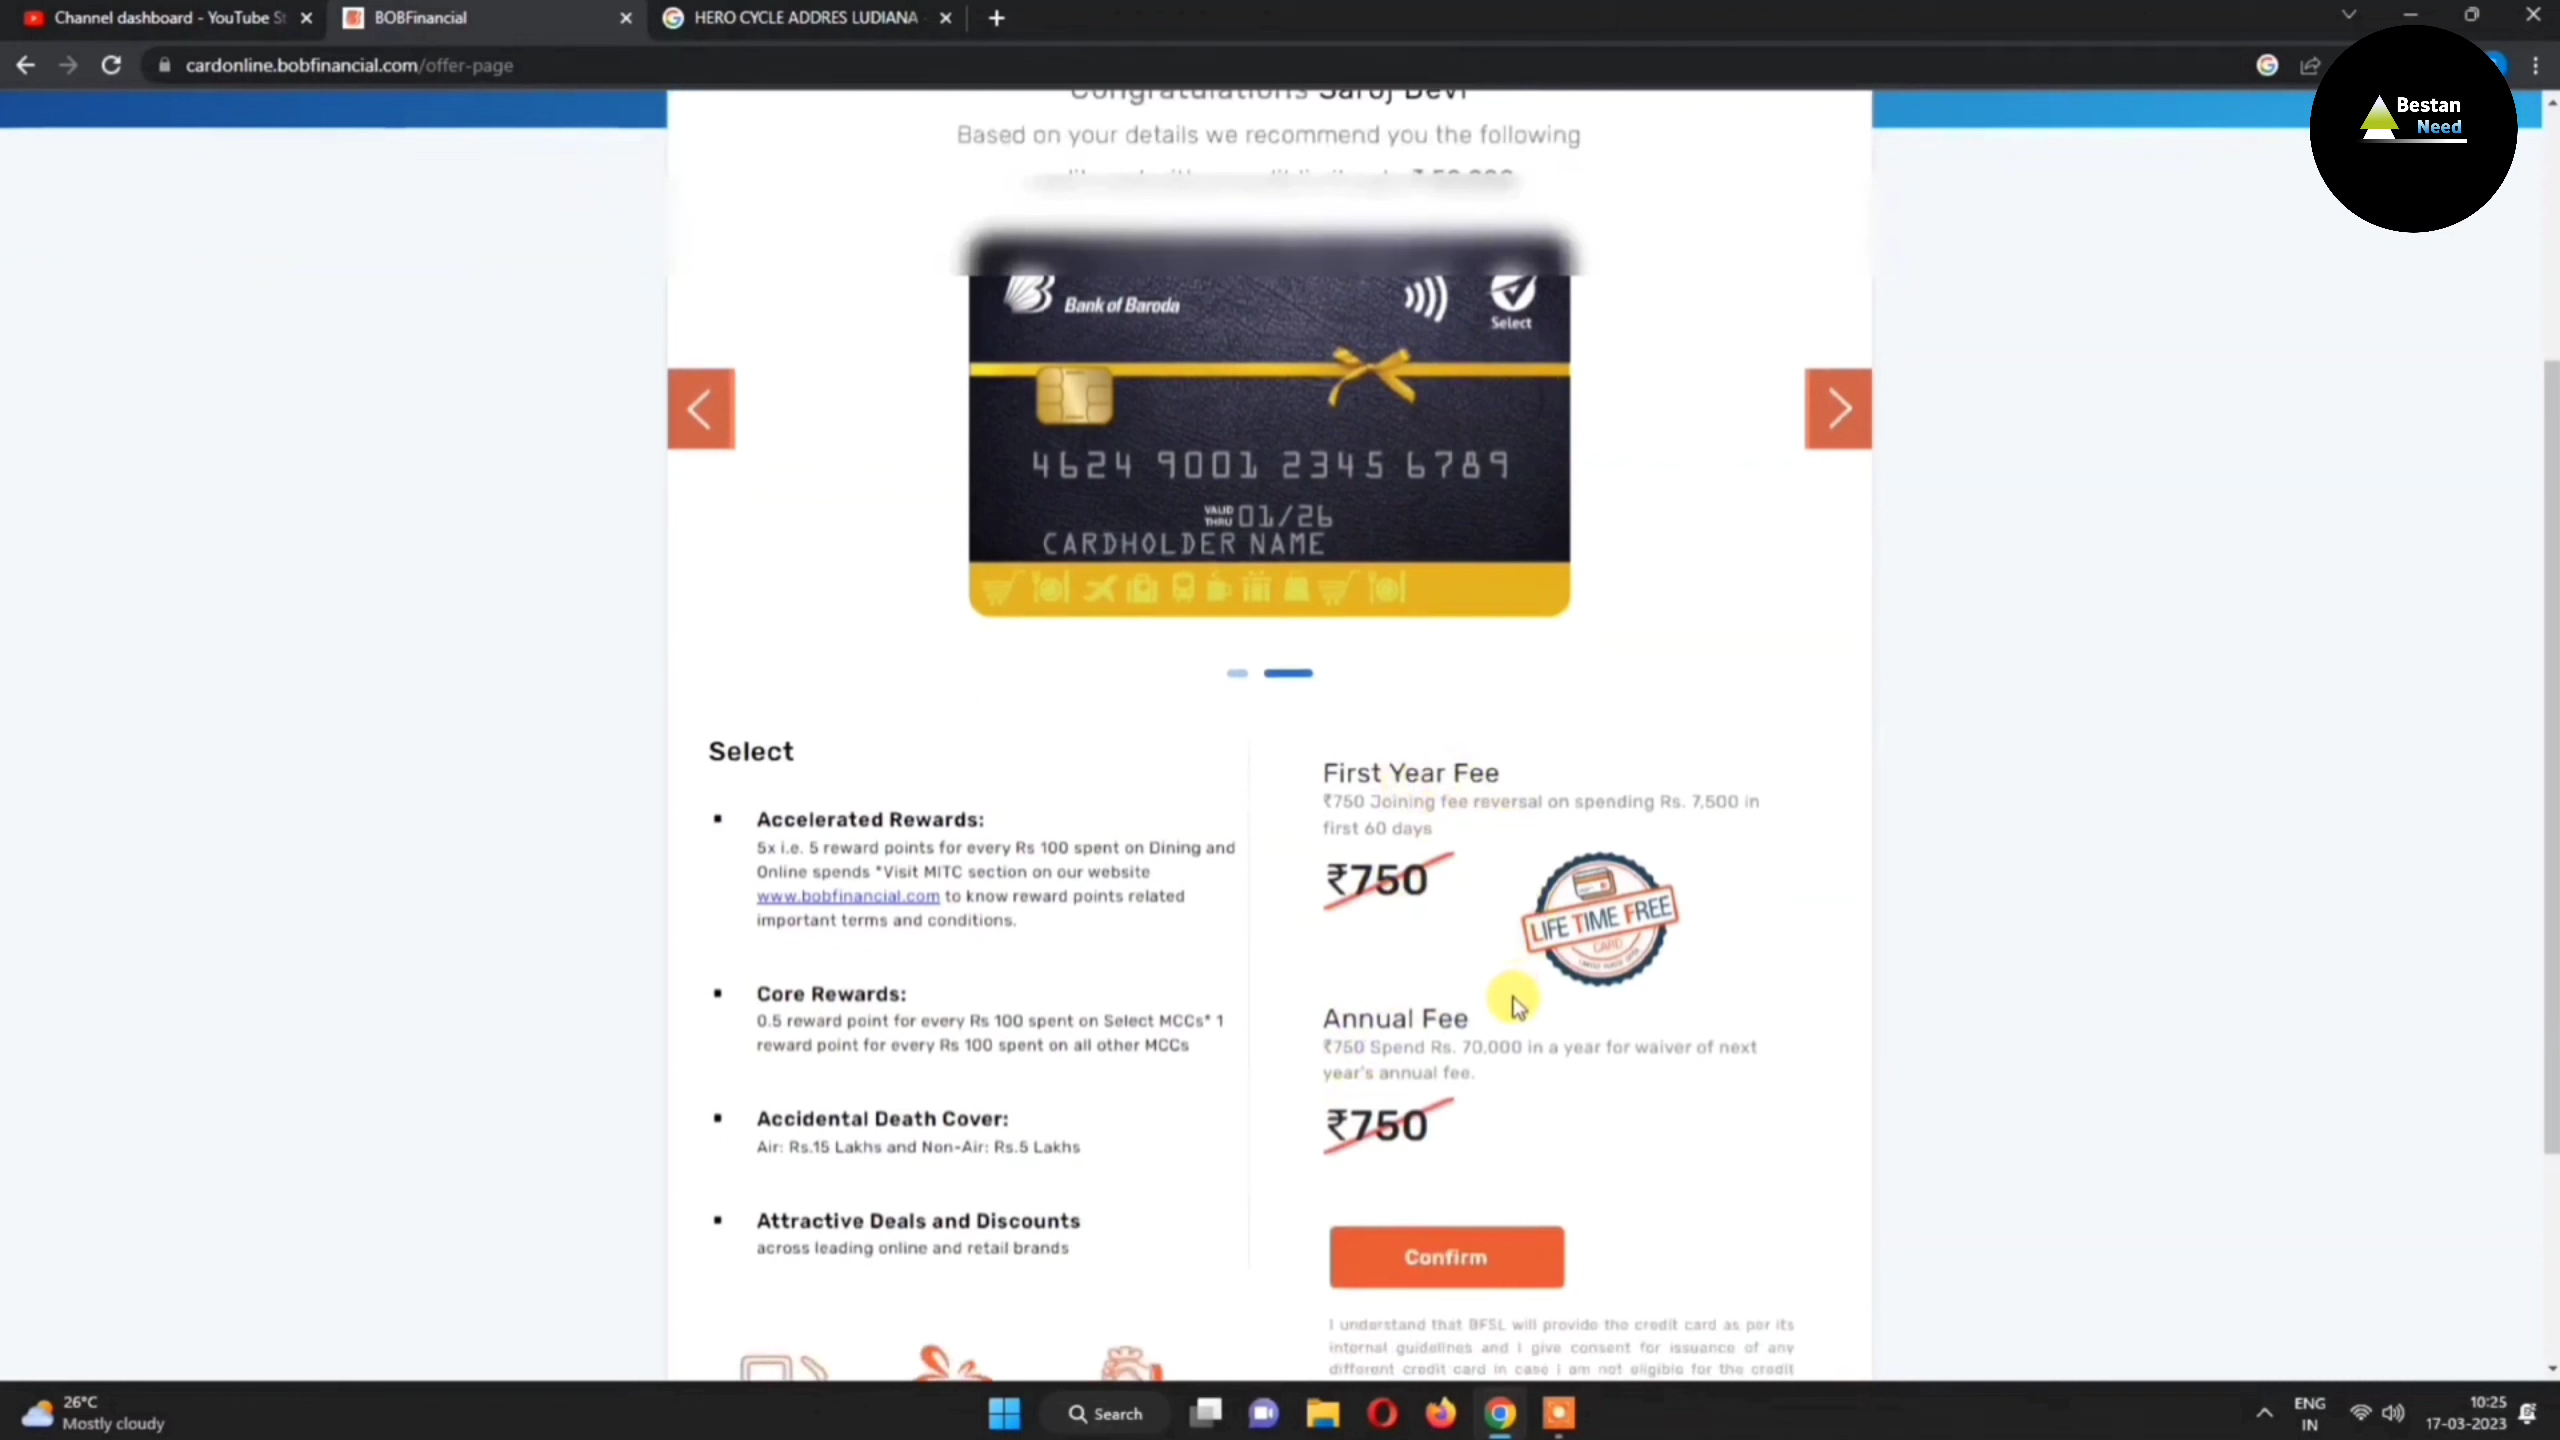 Channel dashboard - YouTube St
BOBFinancial
HERO CYCLE ADDRES LUDIANA
cardonline.bobfinancial.com/offer-page
Bestan
Need
Congratulations Saroj Devi
Based on your details we recommend you the following
Bank of Baroda
Select
4624 9001 2345 6789
VALID THRU 01/26
CARDHOLDER NAME
Select
Accelerated Rewards:
5x i.e. 5 reward points for every Rs 100 spent on Dining and
Online spends *Visit MITC section on our website
www.bobfinancial.com to know reward points related
important terms and conditions.
Core Rewards:
0.5 reward point for every Rs 100 spent on Select MCCs* 1
reward point for every Rs 100 spent on all other MCCs
Accidental Death Cover:
Air: Rs.15 Lakhs and Non-Air: Rs.5 Lakhs
Attractive Deals and Discounts
across leading online and retail brands
First Year Fee
₹750 Joining fee reversal on spending Rs. 7,500 in
first 60 days
₹750
LIFE TIME FREE
CARD
Annual Fee
₹750 Spend Rs. 70,000 in a year for waiver of next
year's annual fee.
₹750
Confirm
I understand that BFSL will provide the credit card as per its
internal guidelines and I give consent for issuance of any
different credit card in case I am not eligible for the credit
26°C
Mostly cloudy
Search
ENG
IN
10:25
17-03-2023